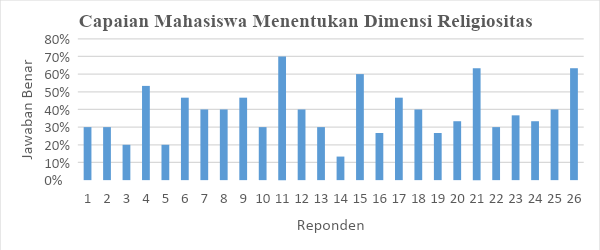 Capaian Mahasiswa Menentukan Dimensi Religiositas
80%
70%
60%
50%
40%
30%
20%
10%
0%
Jawaban Benar
1 2 3 4 5 6 7 8 9 10 11 12 13 14 15 16 17 18 19 20 21 22 23 24 25 26
Reponden